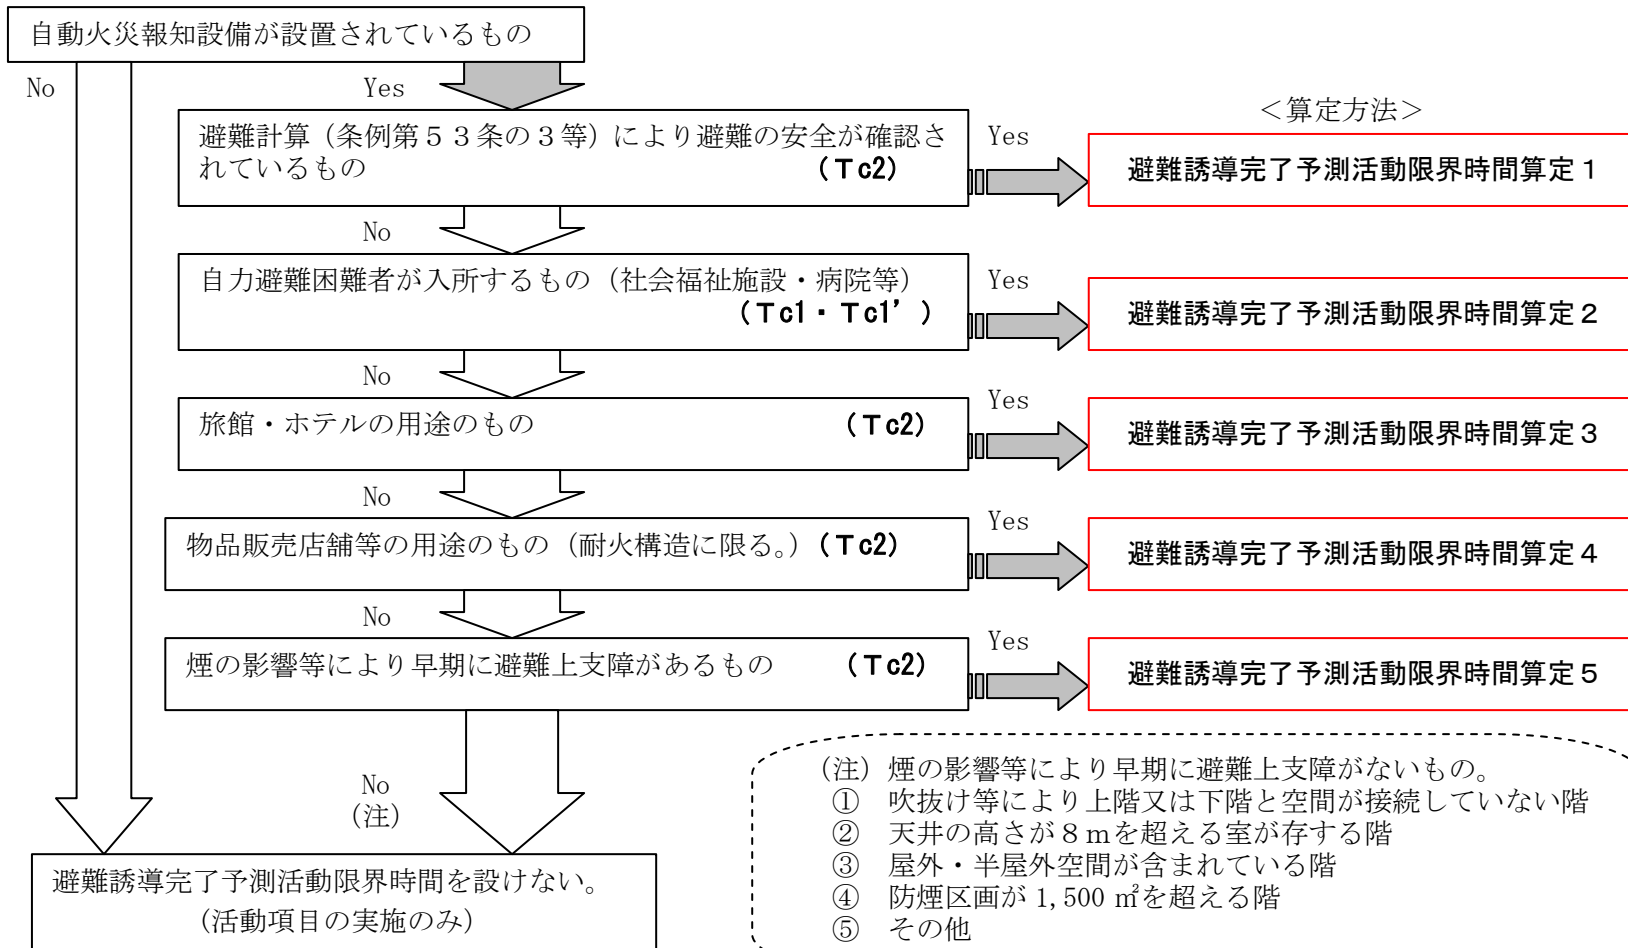 自動火災報知設備が設置されているもの
No
Yes
避難計算（条例第５３条の３等）により避難の安全が確認さ
れているもの （Ｔc2）
Yes
＜算定方法＞
避難誘導完了予測活動限界時間算定１
No
自力避難困難者が入所するもの（社会福祉施設・病院等）
（Ｔc1・Ｔc1’）
Yes
避難誘導完了予測活動限界時間算定２
No
旅館・ホテルの用途のもの （Ｔc2）
Yes
避難誘導完了予測活動限界時間算定３
No
物品販売店舗等の用途のもの（耐火構造に限る。）（Ｔc2）
Yes
避難誘導完了予測活動限界時間算定４
No
煙の影響等により早期に避難上支障があるもの （Ｔc2）
Yes
避難誘導完了予測活動限界時間算定５
No
（注）
避難誘導完了予測活動限界時間を設けない。
（活動項目の実施のみ）
（注）煙の影響等により早期に避難上支障がないもの。
① 吹抜け等により上階又は下階と空間が接続していない階
② 天井の高さが８ｍを超える室が存する階
③ 屋外・半屋外空間が含まれている階
④ 防煙区画が 1,500 ㎡を超える階
⑤ その他